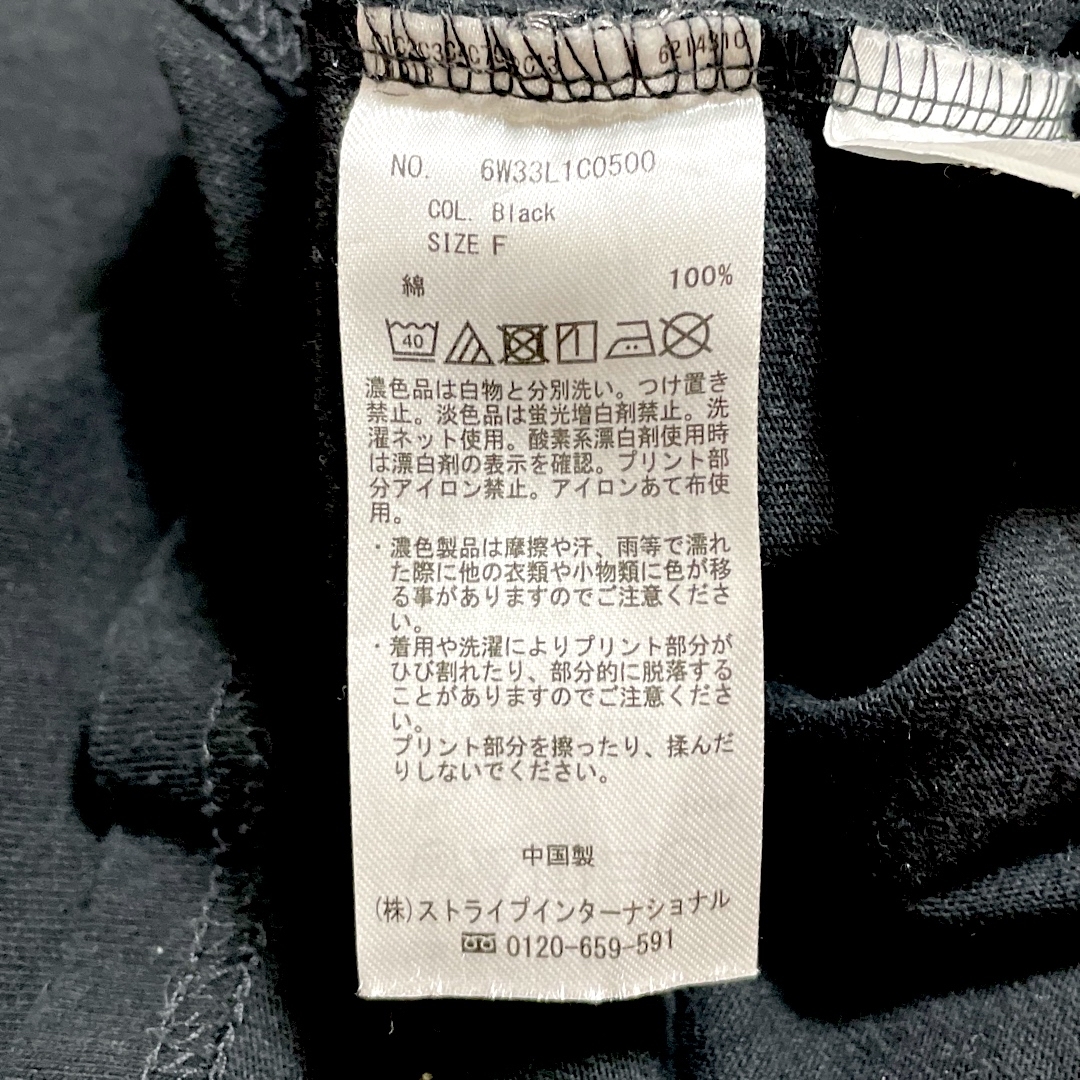 NO. 6W33L1C0500
COL. Black
SIZE F
綿 100%
40
濃色品は白物と分別洗い。つけ置き
禁止。淡色品は蛍光増白剤禁止。洗
濯ネット使用。酸素系漂白剤使用時
は漂白剤の表示を確認。プリント部
分アイロン禁止。アイロンあて布使
用。
・濃色製品は摩擦や汗、雨等で濡れ
た際に他の衣類や小物類に色が移
る事がありますのでご注意くださ
い。
・着用や洗濯によりプリント部分が
ひび割れたり、部分的に脱落する
ことがありますのでご注意くださ
い。
プリント部分を擦ったり、揉んだ
りしないでください。
中国製
(株)ストライプインターナショナル
0120-659-591